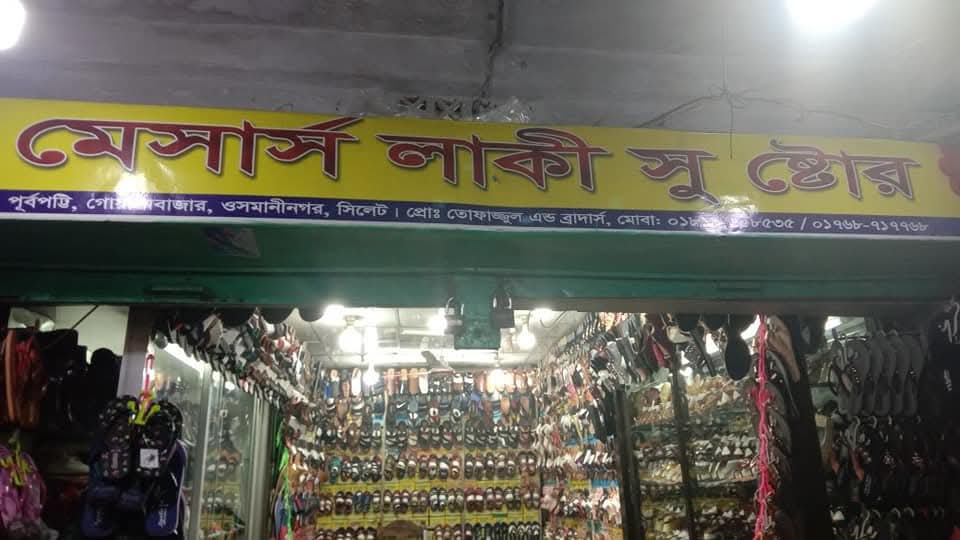 মেসার্স লাকী সু ষ্টোর
পূর্বপট্টি, ওসমানীনগর, সিলেট । প্রোঃ তোফাজ্জুল এন্ড ব্রাদার্স, মোবা: / ০১৭৬৮-৭১৭৭৬৮